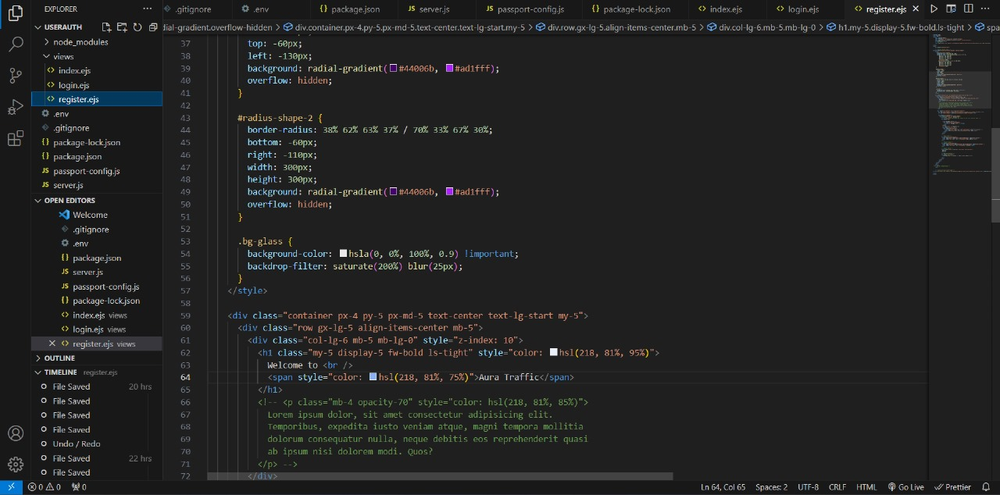 EXPLORER
USERAUTH
node_modules
views
index.ejs
login.ejs
register.ejs
.env
.gitignore
package-lock.json
package.json
JS passport-config.js
JS server.js
OPEN EDITORS
Welcome
.gitignore
.env
{} package.json
JS server.js
JS passport-config.js
{} package-lock.json
<> index.ejs views
<> login.ejs views
<> register.ejs views
OUTLINE
TIMELINE register.ejs
File Saved 20 hrs
File Saved
File Saved
File Saved
Undo / Redo
File Saved 22 hrs
File Saved
.gitignore .env {} package.json JS server.js JS passport-config.js {} package-lock.json <> index.ejs <> login.ejs <> register.ejs
dial-gradient.overflow-hidden > div.container.px-4.py-5.px-md-5.text-center.text-lg-start.my-5 > div.row.gx-lg-5.align-items-center.mb-5 > div.col-lg-6.mb-5.mb-lg-0 > h1.my-5.display-5.fw-bold.ls-tight > spa
37 top: -60px;
38 left: -130px;
39 background: radial-gradient(#44006b, #ad1fff);
40 overflow: hidden;
41 }
42
43 #radius-shape-2 {
44 border-radius: 38% 62% 63% 37% / 70% 33% 67% 30%;
45 bottom: -60px;
46 right: -110px;
47 width: 300px;
48 height: 300px;
49 background: radial-gradient(#44006b, #ad1fff);
50 overflow: hidden;
51 }
52
53 .bg-glass {
54 background-color: hsla(0, 0%, 100%, 0.9) !important;
55 backdrop-filter: saturate(200%) blur(25px);
56 }
57 </style>
58
59 <div class="container px-4 py-5 px-md-5 text-center text-lg-start my-5">
60 <div class="row gx-lg-5 align-items-center mb-5">
61 <div class="col-lg-6 mb-5 mb-lg-0" style="z-index: 10">
62 <h1 class="my-5 display-5 fw-bold ls-tight" style="color: hsl(218, 81%, 95%)">
63 Welcome to <br />
64 <span style="color: hsl(218, 81%, 75%)">Aura Traffic</span>
65 </h1>
66 <!-- <p class="mb-4 opacity-70" style="color: hsl(218, 81%, 85%)">
67 Lorem ipsum dolor, sit amet consectetur adipisicing elit.
68 Temporibus, expedita iusto veniam atque, magni tempora mollitia
69 dolorum consequatur nulla, neque debitis eos reprehenderit quasi
70 ab ipsum nisi dolorem modi. Quos?
71 </p> -->
72 </div>
0 0 0 Ln 64, Col 65 Spaces: 2 UTF-8 CRLF HTML Go Live Prettier